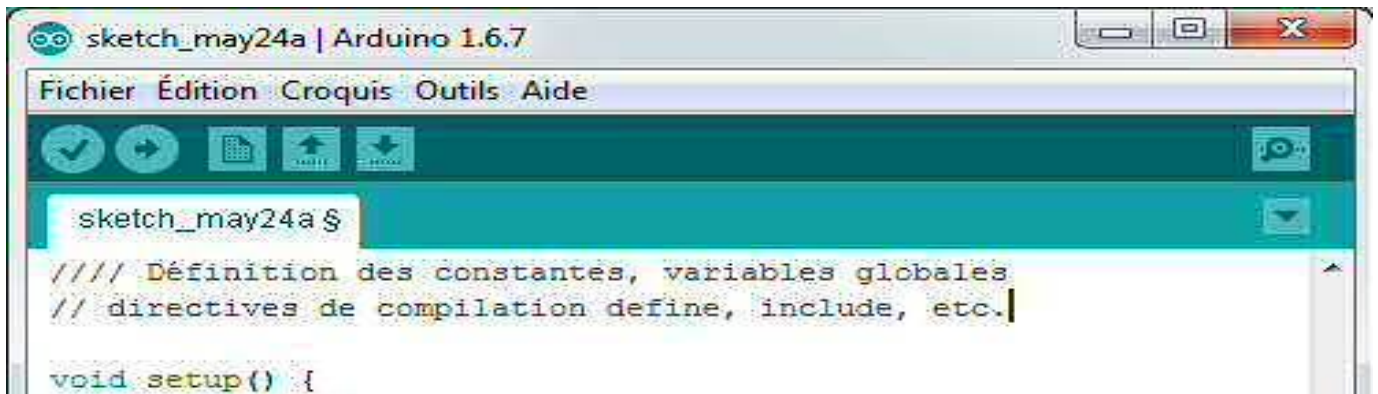 sketch_may24a | Arduino 1.6.7
Fichier Édition Croquis Outils Aide
sketch_may24a §
//// Définition des constantes, variables globales
// directives de compilation define, include, etc.
void setup() {